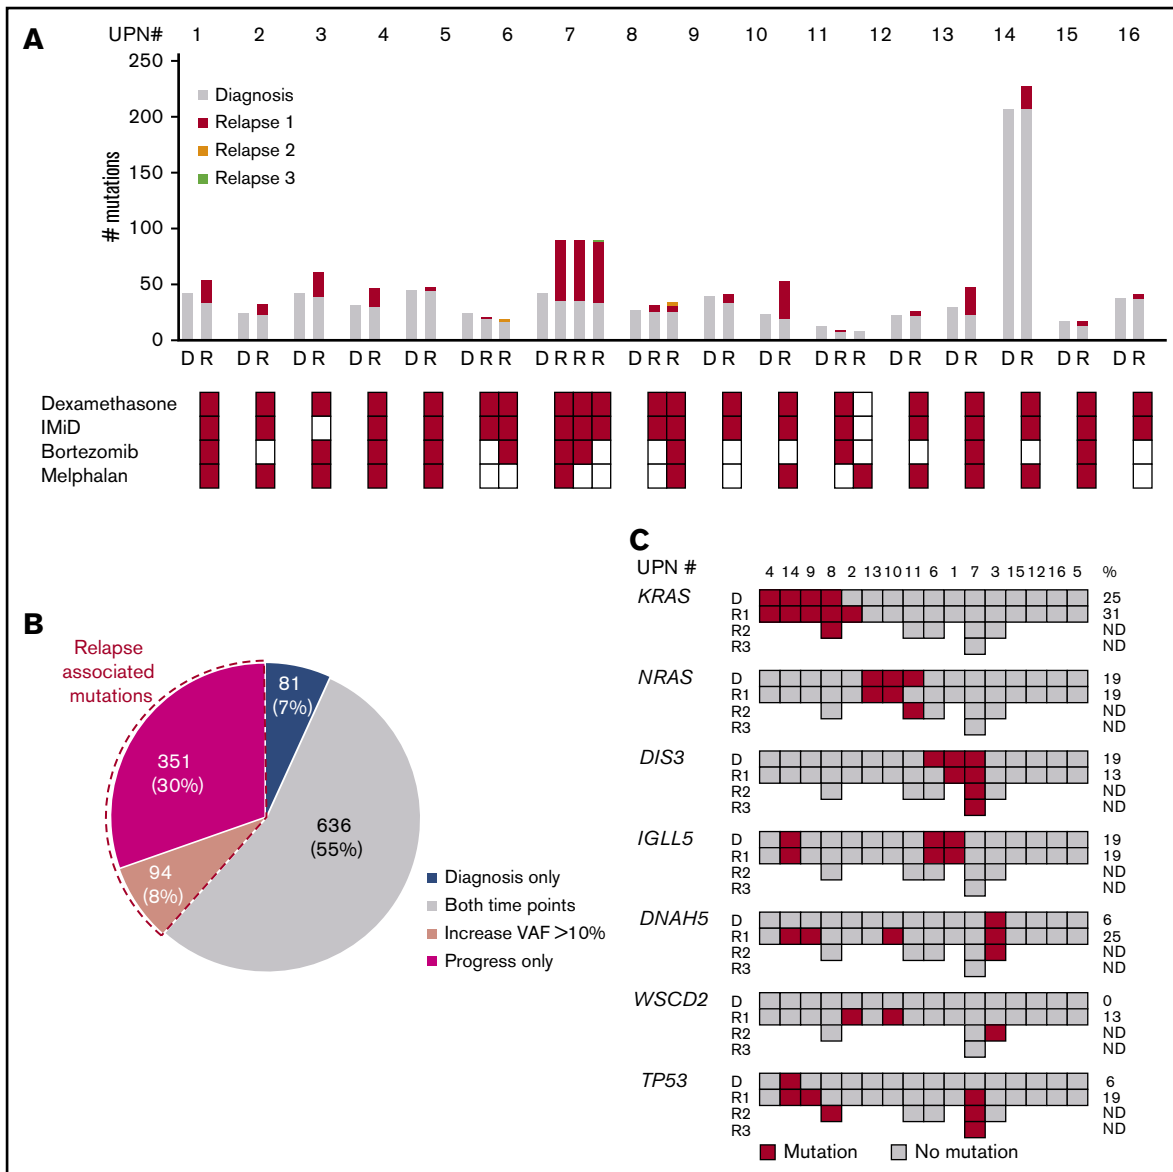 A
UPN# 1 2 3 4 5 6 7 8 9 10 11 12 13 14 15 16
250
200
150
100
50
0
# mutations
Diagnosis
Relapse 1
Relapse 2
Relapse 3
D R D R D R D R D R D R R D R R R D R R D R D R D R R D R D R D R D R D R
Dexamethasone
IMiD
Bortezomib
Melphalan
B
Relapse
associated
mutations
81
(7%)
351
(30%)
636
(55%)
94
(8%)
Diagnosis only
Both time points
Increase VAF >10%
Progress only
C
UPN # 4 14 9 8 2 13 10 11 6 1 7 3 15 12 16 5 %
KRAS D 25
R1 31
R2 ND
R3 ND
NRAS D 19
R1 19
R2 ND
R3 ND
DIS3 D 19
R1 13
R2 ND
R3 ND
IGLL5 D 19
R1 19
R2 ND
R3 ND
DNAH5 D 6
R1 25
R2 ND
R3 ND
WSCD2 D 0
R1 13
R2 ND
R3 ND
TP53 D 6
R1 19
R2 ND
R3 ND
Mutation No mutation